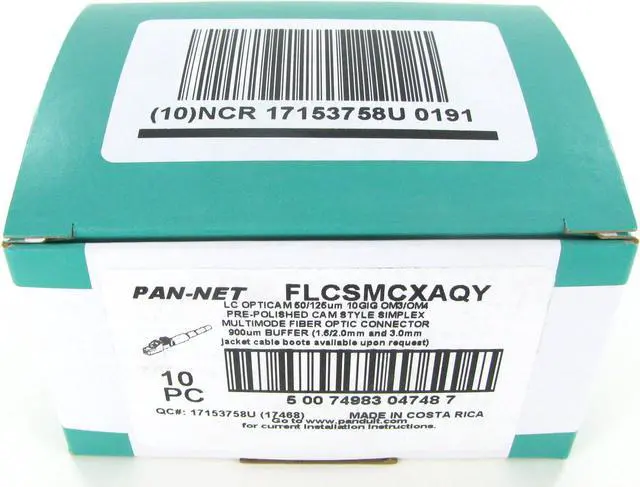 (10)NCR 17153758U 0191
PAN-NET FLCSMCXAQY
LC OPTICAM 50/125um 10GIG OM3/OM4
PRE-POLISHED CAM STYLE SIMPLEX
MULTIMODE FIBER OPTIC CONNECTOR
900um BUFFER (1.6/2.0mm and 3.0mm
jacket cable boots available upon request)
10
PC
5 00 74983 04748 7
QC#: 17153758U (17468) MADE IN COSTA RICA
Go to www.panduit.com
for current installation instructions.